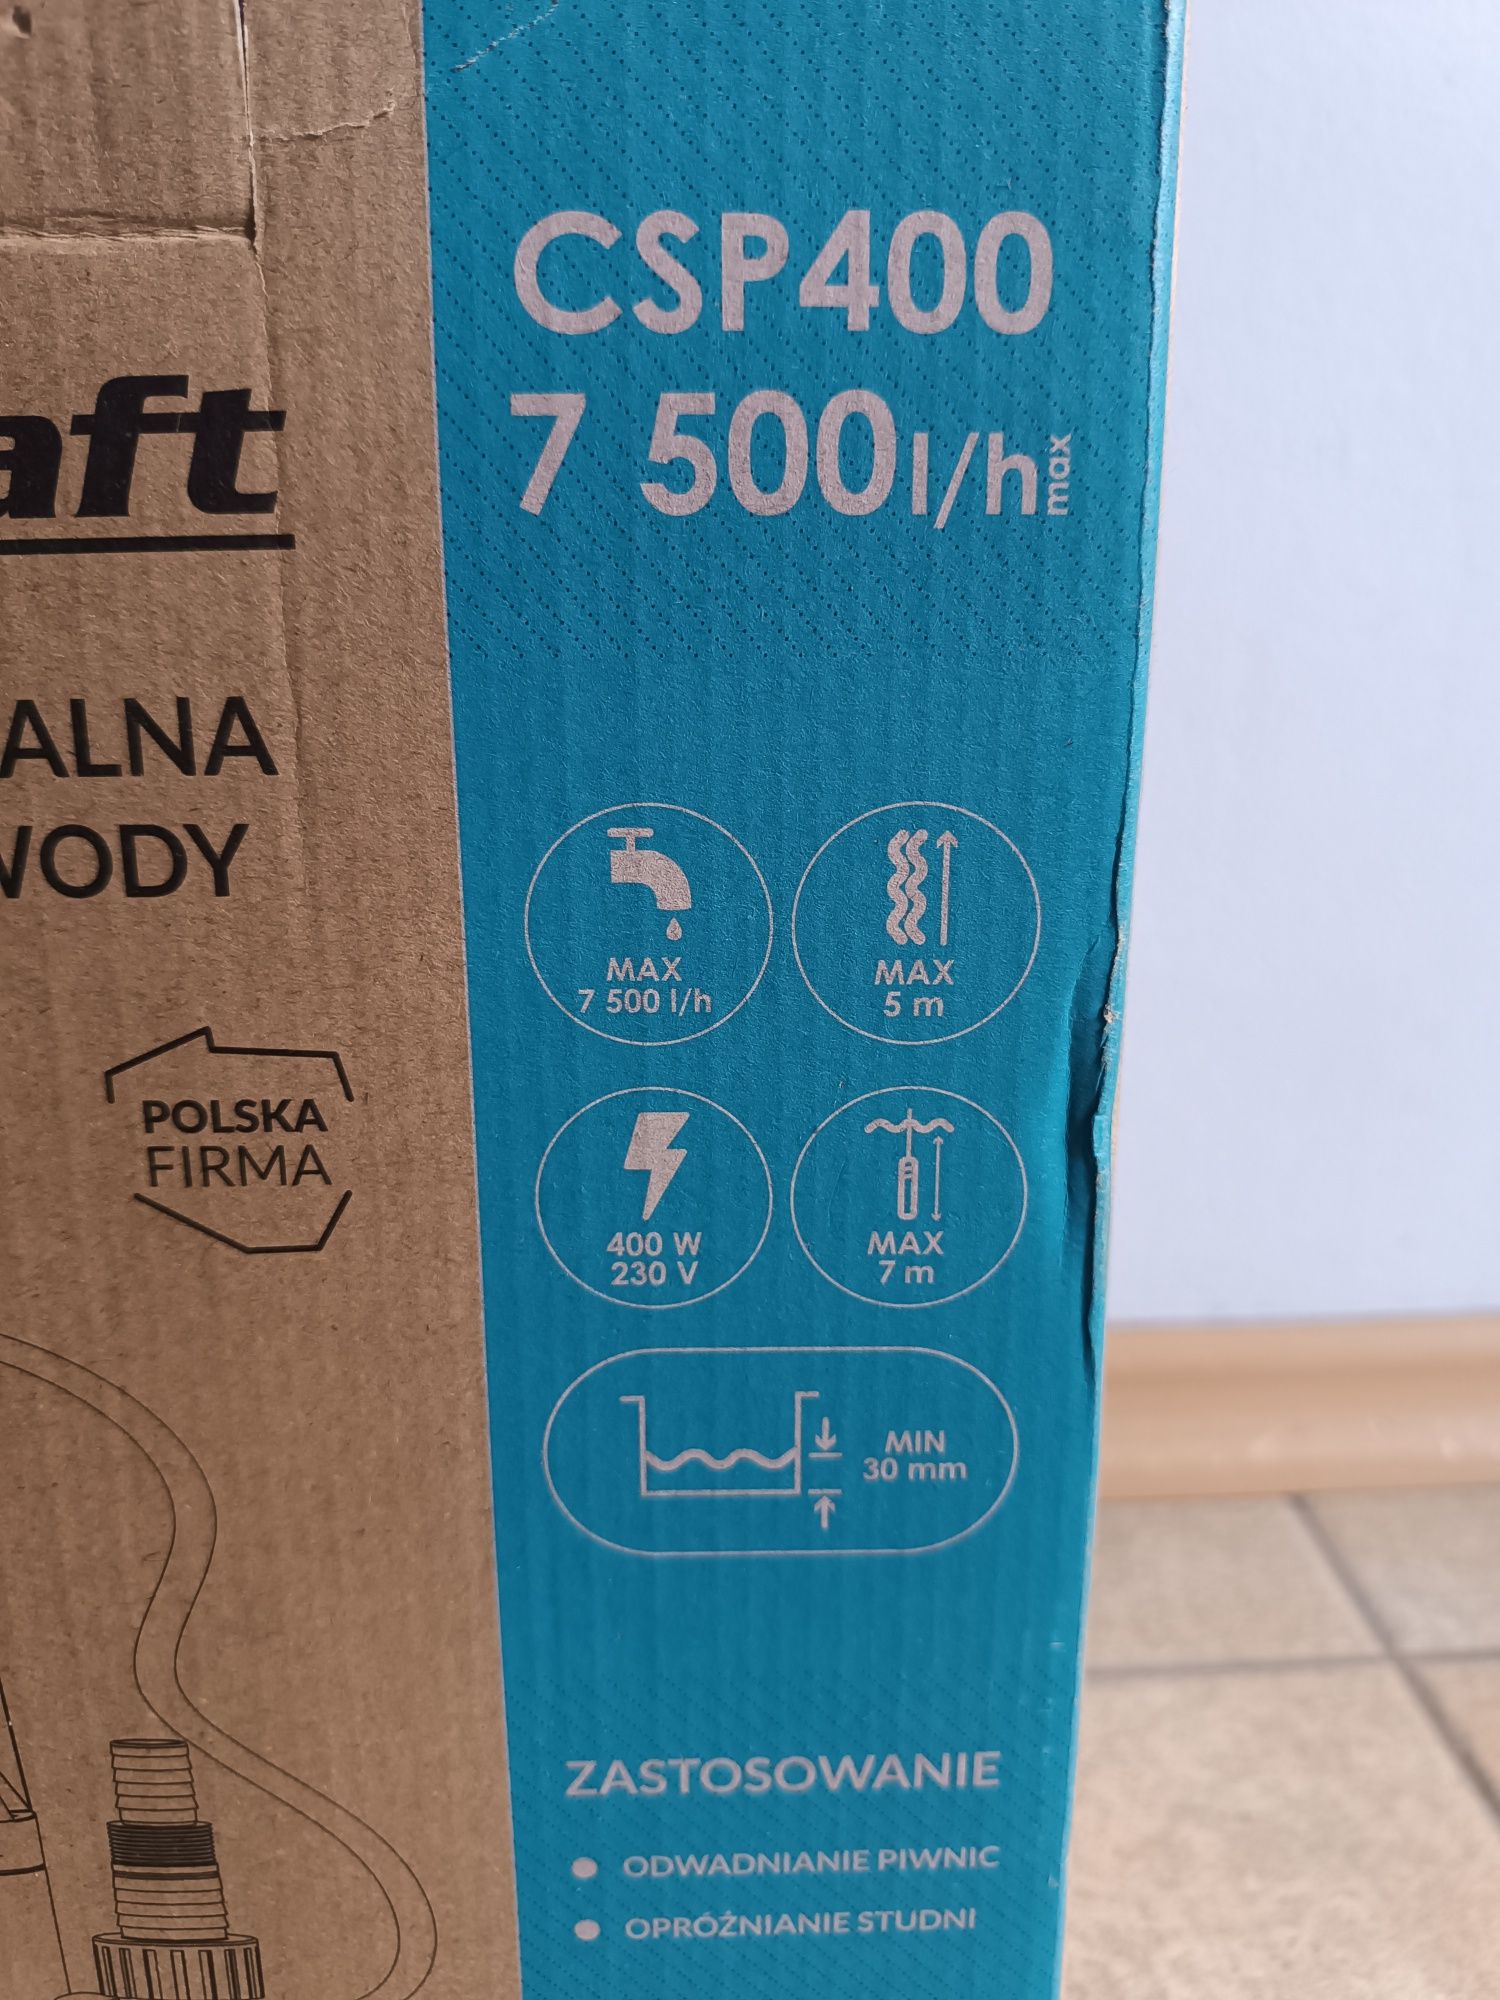 CSP400
7 500 l/h max
aft
ALNA
WODY
MAX
7 500 l/h
MAX
5 m
POLSKA
FIRMA
400 W
230 V
MAX
7 m
MIN
30 mm
ZASTOSOWANIE
ODWADNIANIE PIWNIC
OPRÓŻNIANIE STUDNI